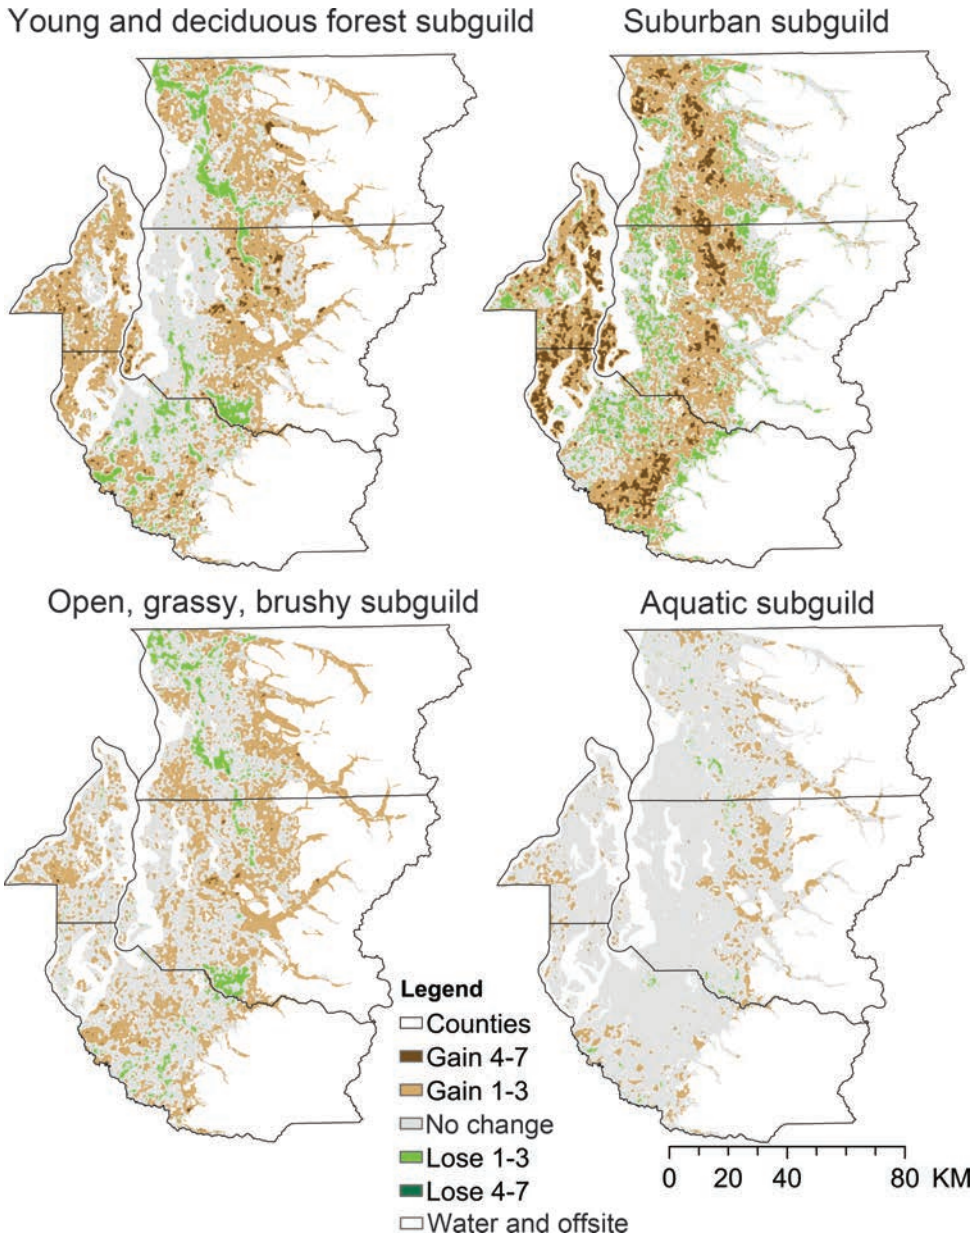 Young and deciduous forest subguild
Suburban subguild
Open, grassy, brushy subguild
Aquatic subguild
Legend
Counties
Gain 4-7
Gain 1-3
No change
Lose 1-3
Lose 4-7
Water and offsite
0 20 40 80 KM